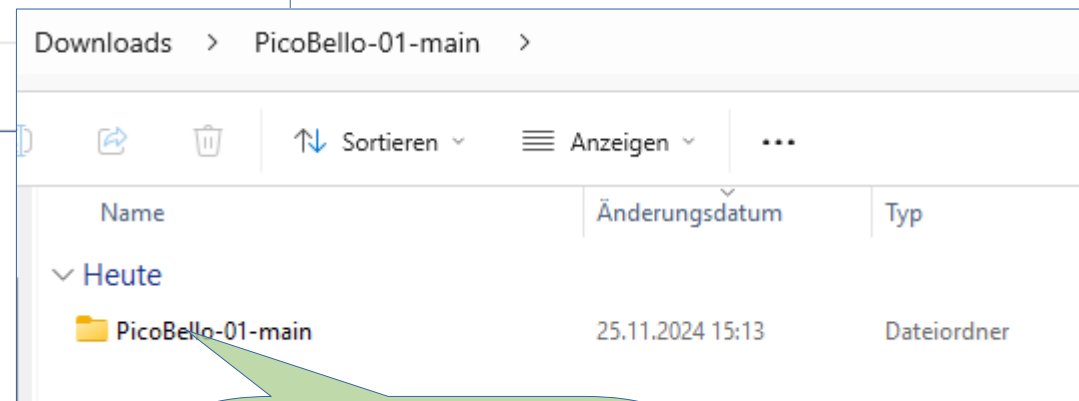 Downloads > PicoBello-01-main >
Sortieren Anzeigen ...
Name Änderungsdatum Typ
Heute
PicoBello-01-main 25.11.2024 15:13 Dateiordner